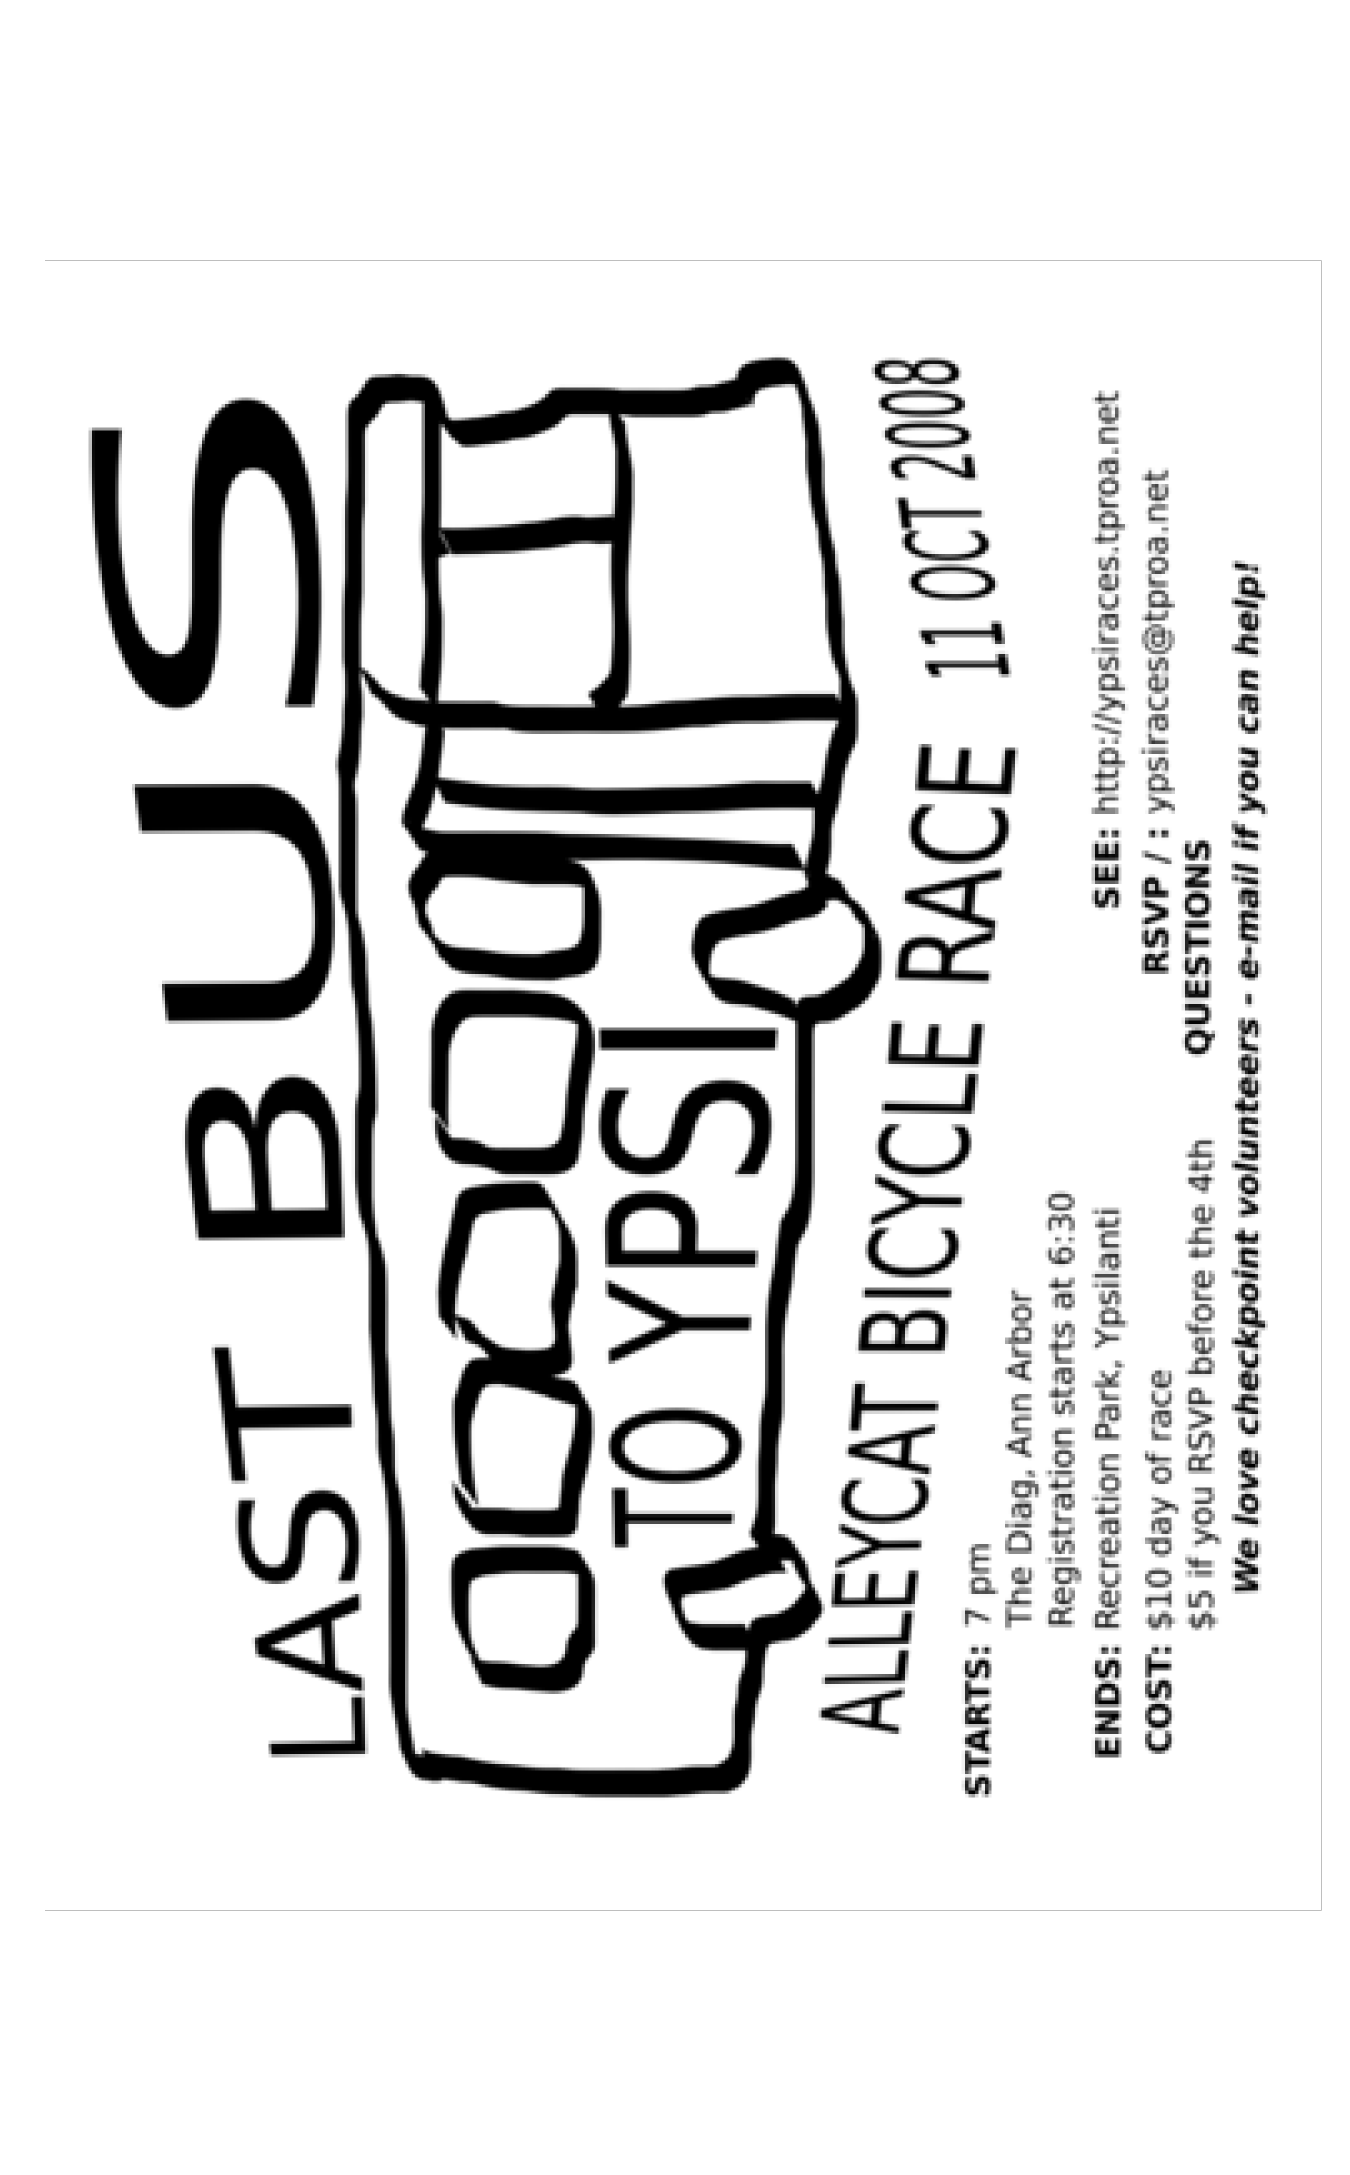 LAST BUS
TO YPSI
ALLEYCAT BICYCLE RACE 11 OCT 2008
STARTS: 7 pm
The Diag, Ann Arbor
Registration starts at 6:30
ENDS: Recreation Park, Ypsilanti
COST: $10 day of race
$5 if you RSVP before the 4th
SEE: http://ypsiraces.tproa.net
RSVP / : ypsiraces@tproa.net
QUESTIONS
We love checkpoint volunteers - e-mail if you can help!